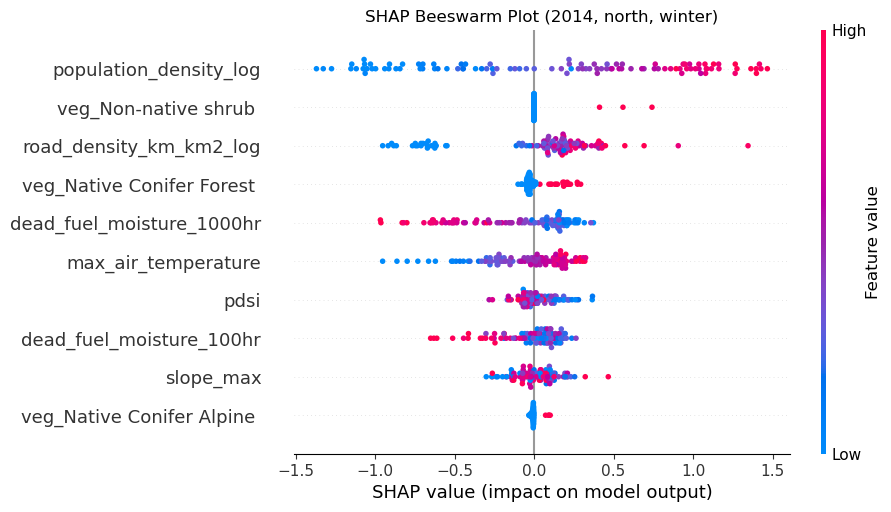 SHAP Beeswarm Plot (2014, north, winter)
High
population_density_log
veg_Non-native shrub
road_density_km_km2_log
veg_Native Conifer Forest
dead_fuel_moisture_1000hr
max_air_temperature
pdsi
dead_fuel_moisture_100hr
slope_max
veg_Native Conifer Alpine
Feature value
Low
−1.5 −1.0 −0.5 0.0 0.5 1.0 1.5
SHAP value (impact on model output)